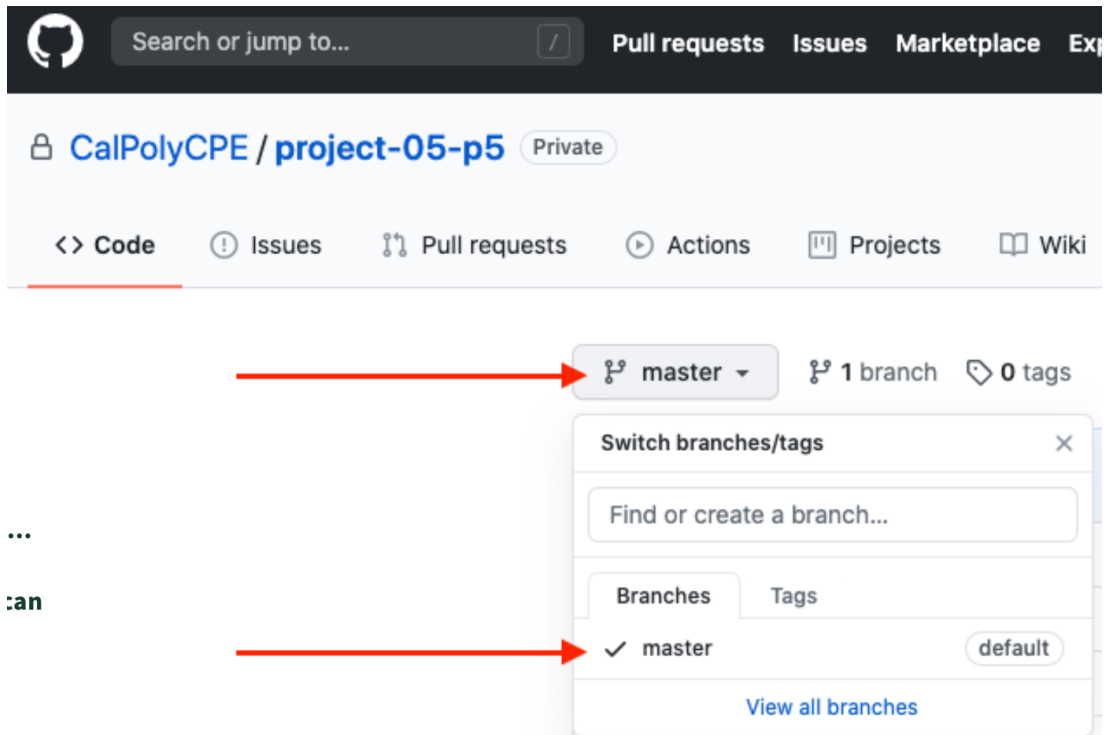 Search or jump to... / Pull requests Issues Marketplace Exp
CalPolyCPE / project-05-p5 Private
<> Code Issues Pull requests Actions Projects Wiki
master 1 branch 0 tags
Switch branches/tags
Find or create a branch...
...
Branches Tags
can
master default
View all branches